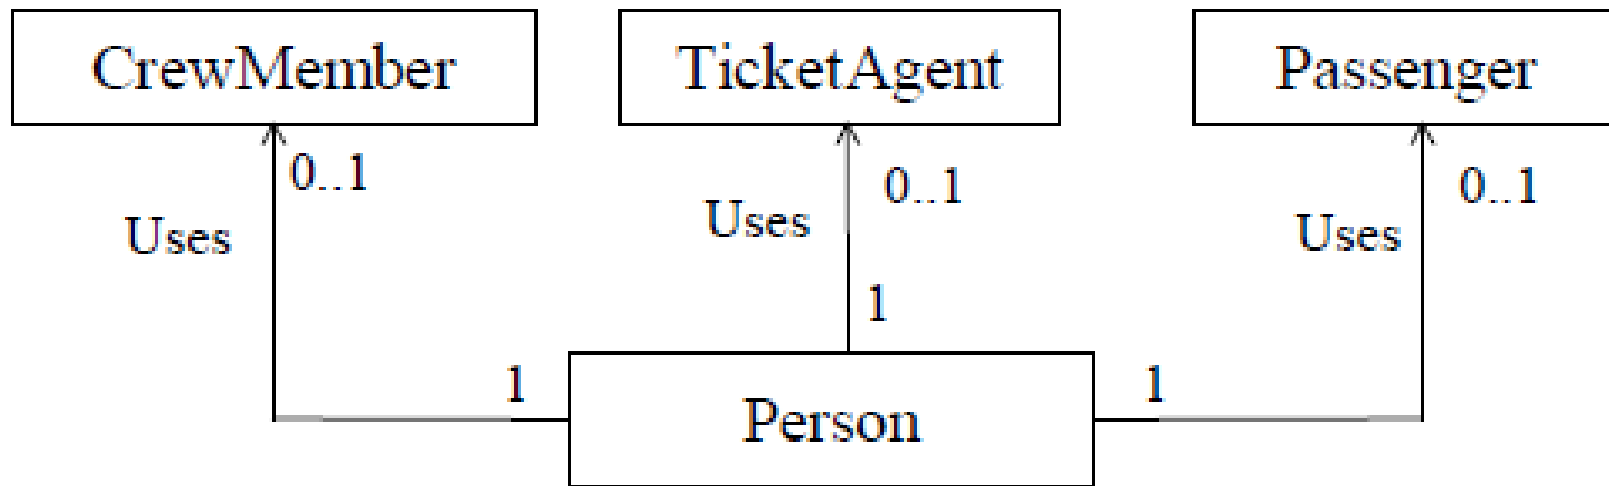 CrewMember
TicketAgent
Passenger
0..1
0..1
0..1
Uses
Uses
Uses
1
1
1
Person